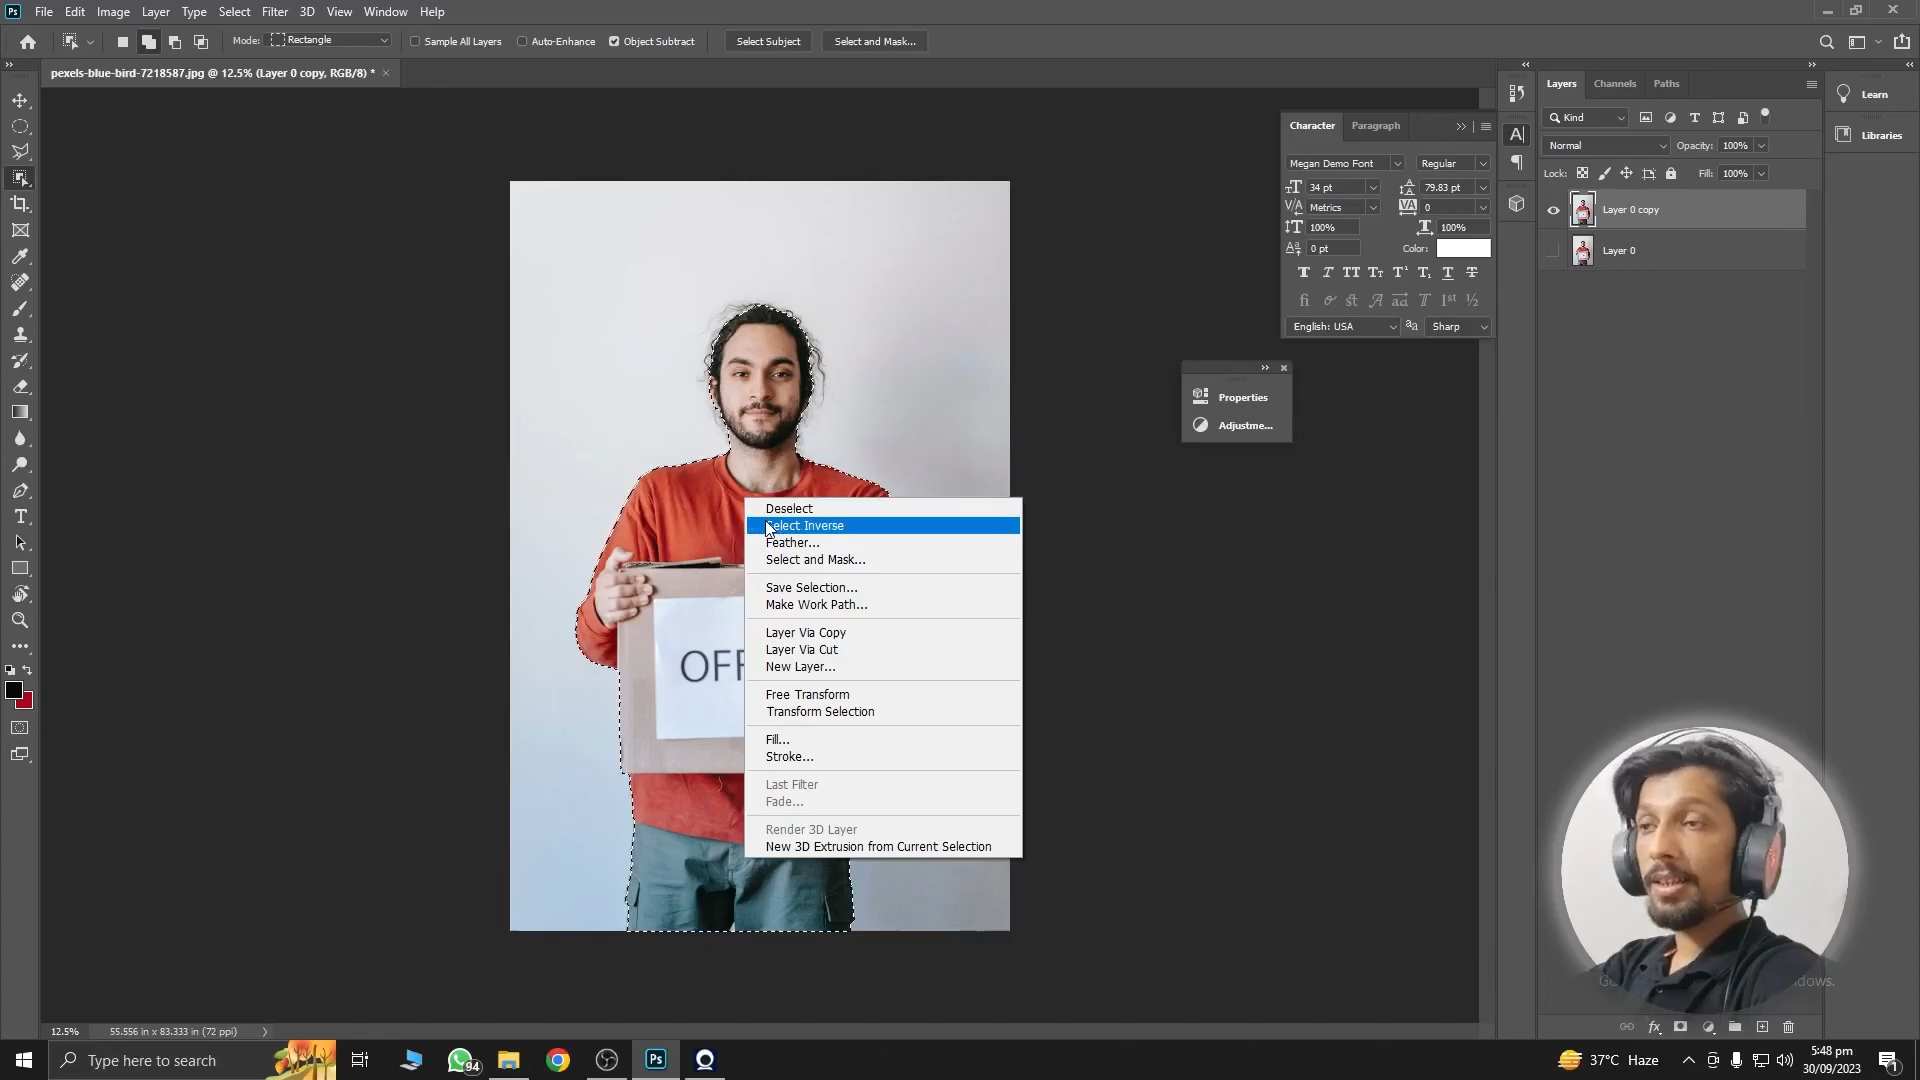 Ps File Edit Image Layer Type Select Filter 3D View Window Help
Mode: Rectangle Sample All Layers Auto-Enhance Object Subtract Select Subject Select and Mask...
pexels-blue-bird-7218587.jpg @ 12.5% (Layer 0 copy, RGB/8) * ×
Character Paragraph
Megan Demo Font Regular
34 pt 79.83 pt
Metrics 0
100% 100%
0 pt Color:
English: USA Sharp
Properties
Adjustme...
Layers Channels Paths
Kind
Normal Opacity: 100%
Lock: Fill: 100%
Layer 0 copy
Layer 0
Learn
Libraries
Deselect
Select Inverse
Feather...
Select and Mask...
Save Selection...
Make Work Path...
Layer Via Copy
Layer Via Cut
New Layer...
Free Transform
Transform Selection
Fill...
Stroke...
Last Filter
Fade...
Render 3D Layer
New 3D Extrusion from Current Selection
OFF
12.5% 55.556 in x 83.333 in (72 ppi)
Type here to search
94
Ps
37°C Haze
5:48 pm
30/09/2023
1